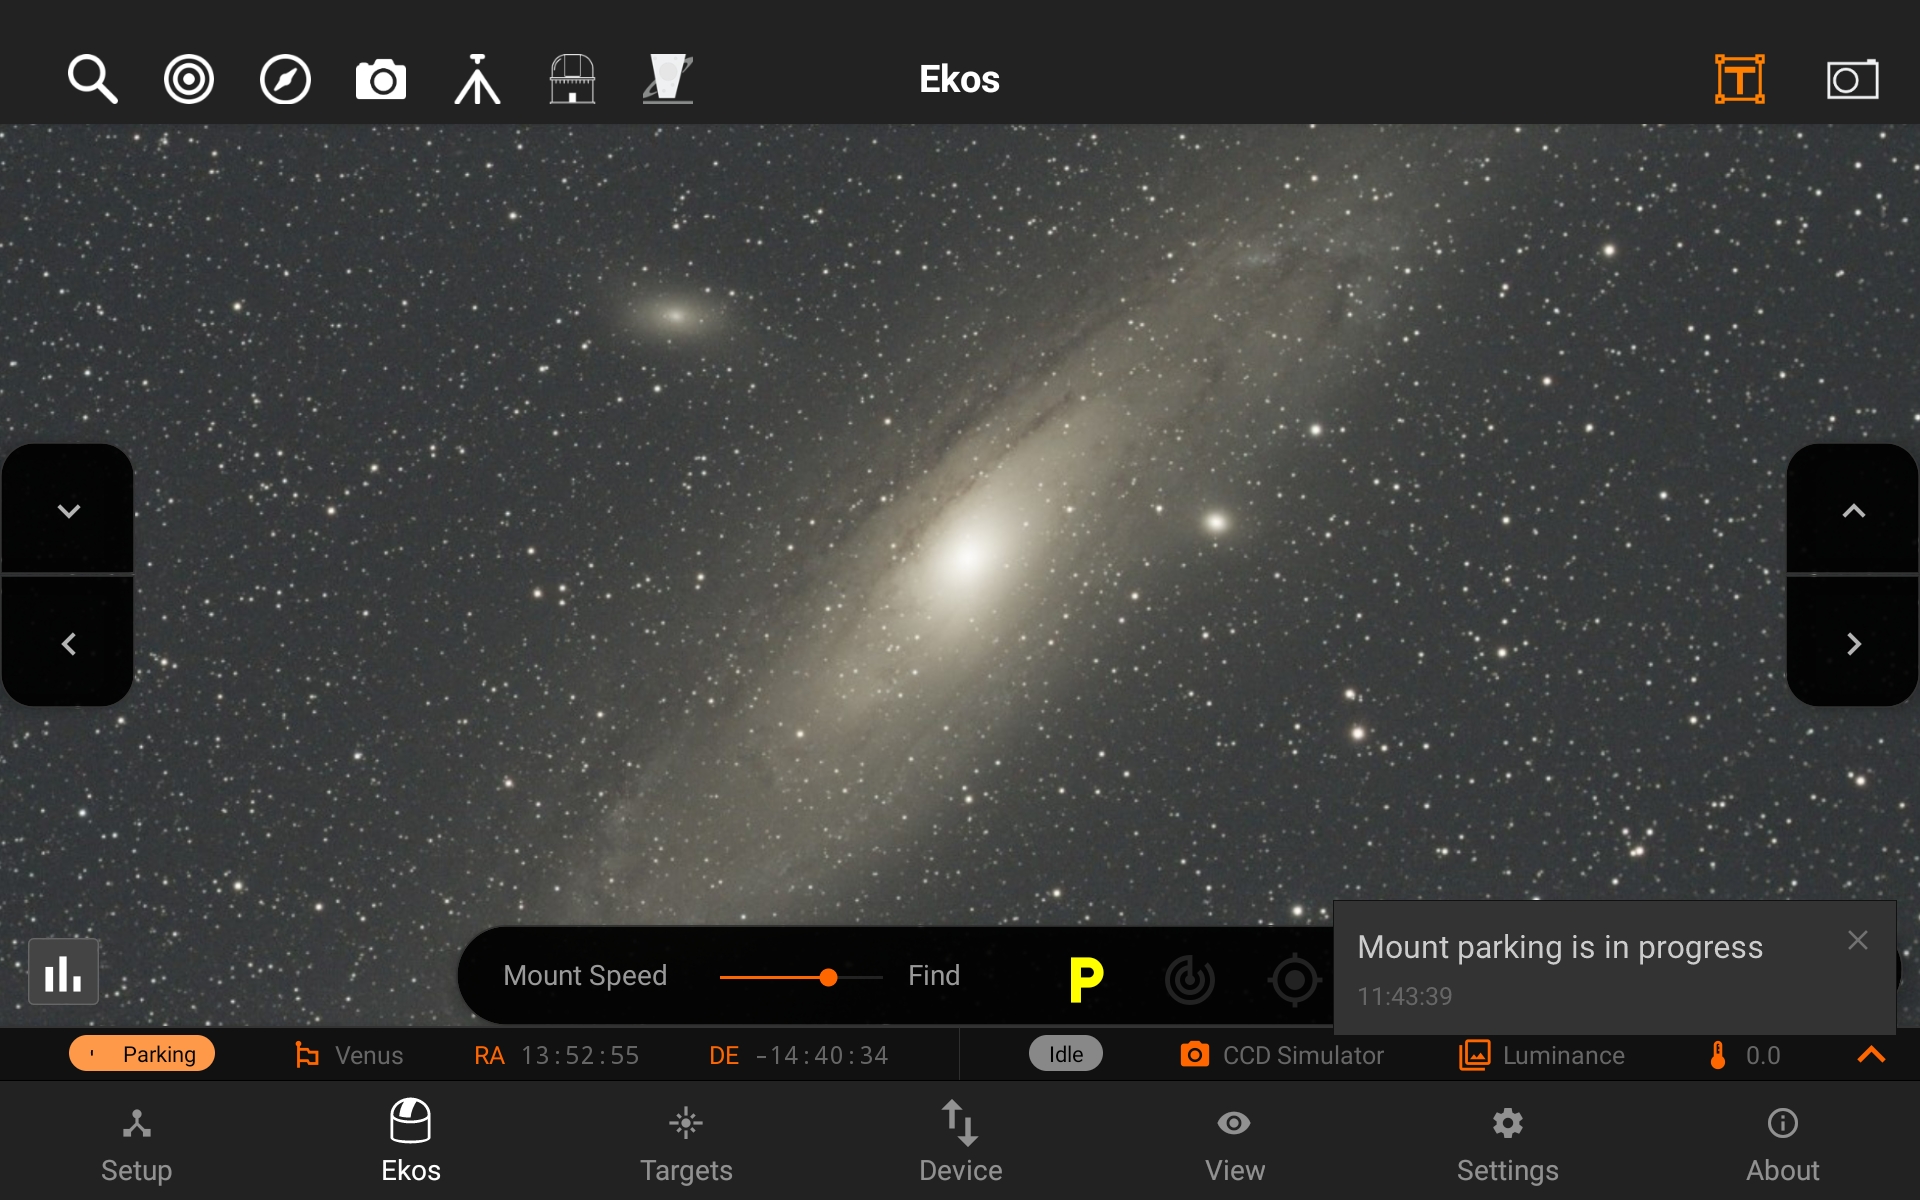 Ekos
T
Mount Speed
Find
P
Mount parking is in progress
11:43:39
Parking
Venus
RA 13:52:55
DE -14:40:34
Idle
CCD Simulator
Luminance
0.0
Setup
Ekos
Targets
Device
View
Settings
About